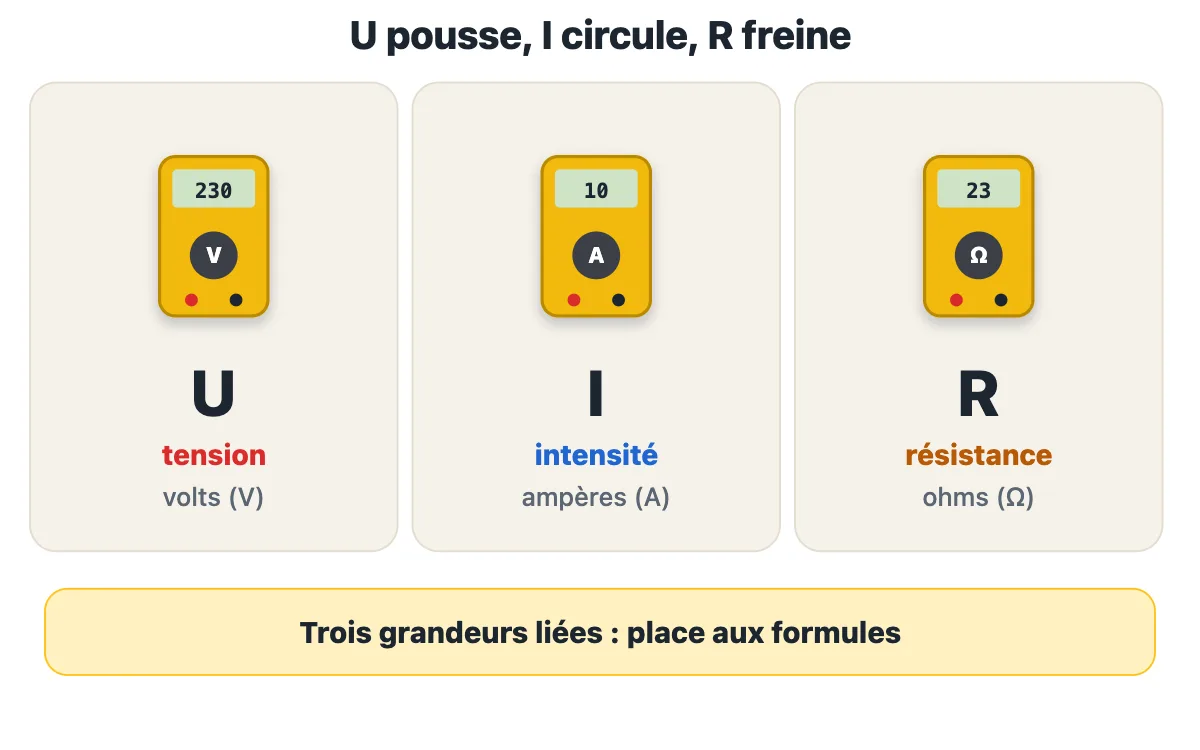 U pousse, I circule, R freine
230
V
U
tension
volts (V)
10
A
I
intensité
ampères (A)
23
Ω
R
résistance
ohms (Ω)
Trois grandeurs liées : place aux formules